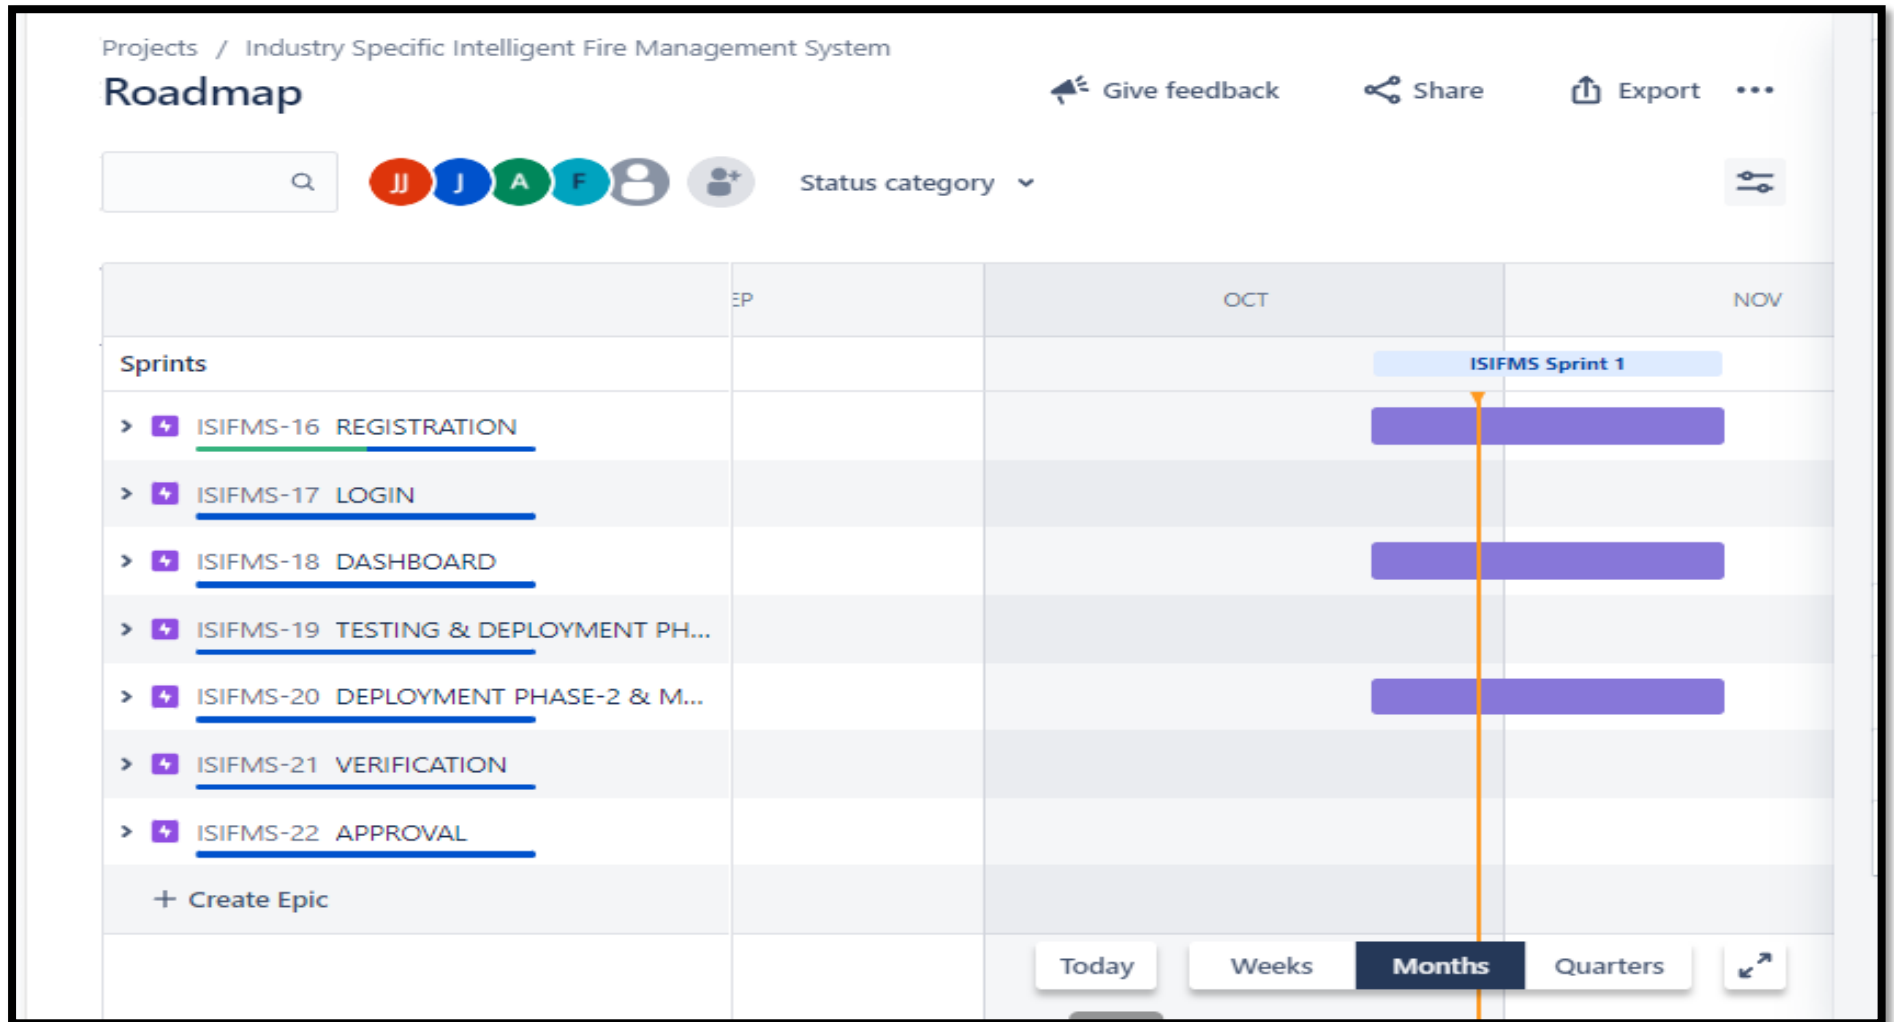 Projects / Industry Specific Intelligent Fire Management System
Roadmap
Give feedback
Share
Export
JJ J A F
Status category
EP OCT NOV
Sprints
ISIFMS Sprint 1
ISIFMS-16 REGISTRATION
ISIFMS-17 LOGIN
ISIFMS-18 DASHBOARD
ISIFMS-19 TESTING & DEPLOYMENT PH...
ISIFMS-20 DEPLOYMENT PHASE-2 & M...
ISIFMS-21 VERIFICATION
ISIFMS-22 APPROVAL
+ Create Epic
Today Weeks Months Quarters